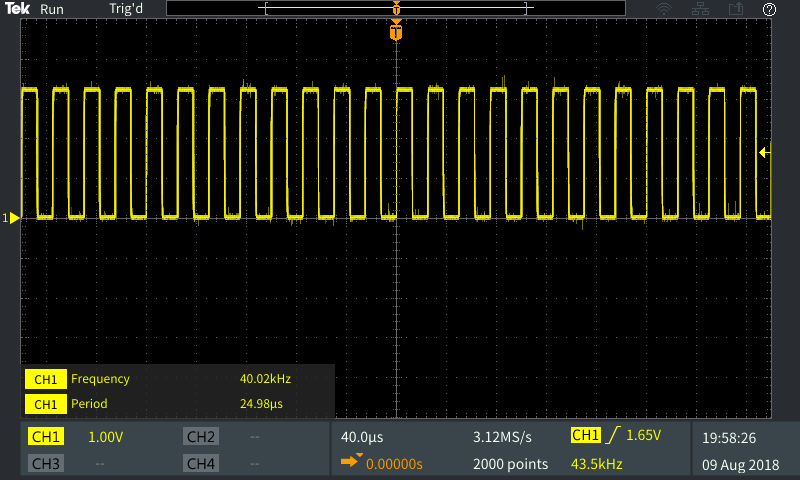 Tek Run Trig'd T ?
T
1
CH1 Frequency 40.02kHz
CH1 Period 24.98µs
CH1 1.00V CH2 -- 40.0µs 3.12MS/s CH1 1.65V 19:58:26
CH3 -- CH4 -- 0.00000s 2000 points 43.5kHz 09 Aug 2018